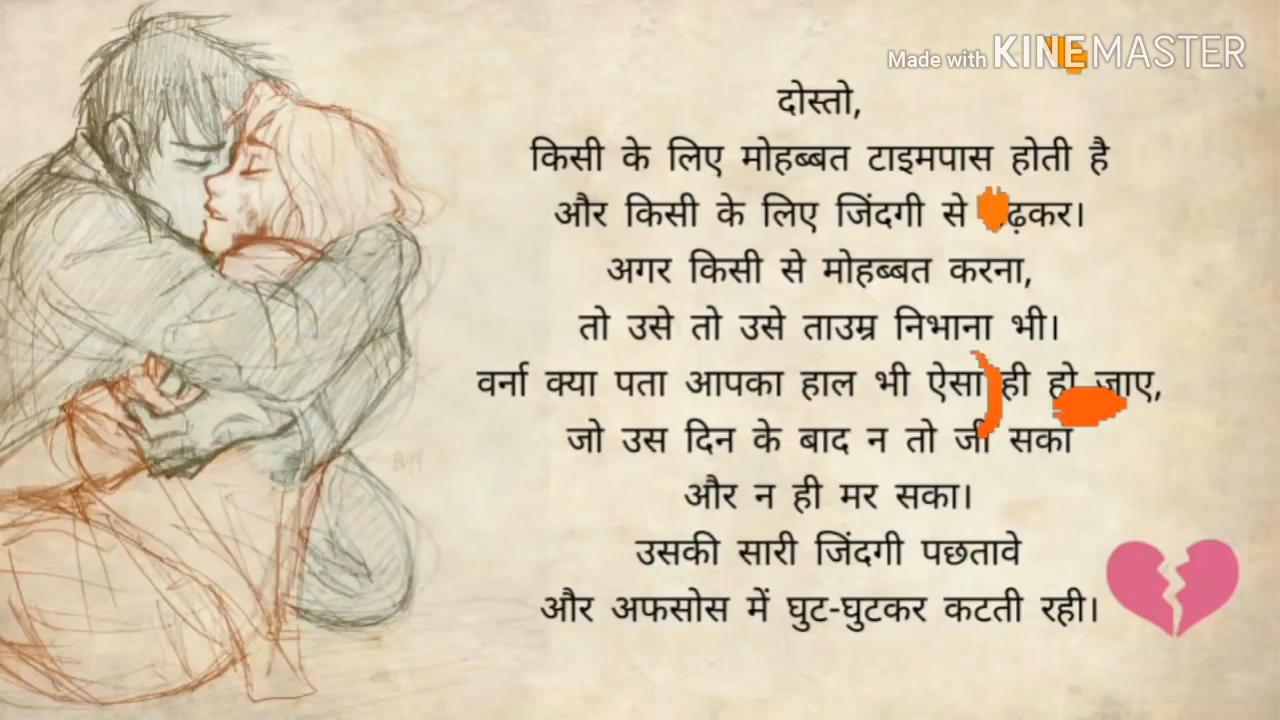 Made with KINEMASTER
दोस्तो,
किसी के लिए मोहब्बत टाइमपास होती है
और किसी के लिए जिंदगी से
अगर किसी से मोहब्बत करना,
तो उसे तो उसे ताउम्र निभाना भी।
वर्ना क्या पता आपका हाल भी ऐसा ही हो जाए,
जो उस दिन के बाद न तो जी सका
और न ही मर सका।
उसकी सारी जिंदगी पछतावे
और अफसोस में घुट-घुटकर कटती रही।